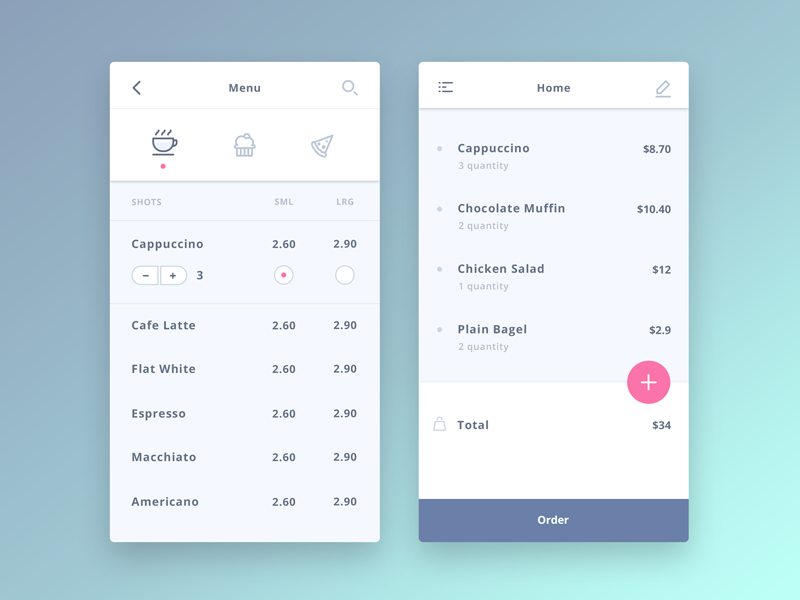 Menu
SHOTS SML LRG
Cappuccino 2.60 2.90
− + 3
Cafe Latte 2.60 2.90
Flat White 2.60 2.90
Espresso 2.60 2.90
Macchiato 2.60 2.90
Americano 2.60 2.90
Home
Cappuccino $8.70
3 quantity
Chocolate Muffin $10.40
2 quantity
Chicken Salad $12
1 quantity
Plain Bagel $2.9
2 quantity
+
Total $34
Order